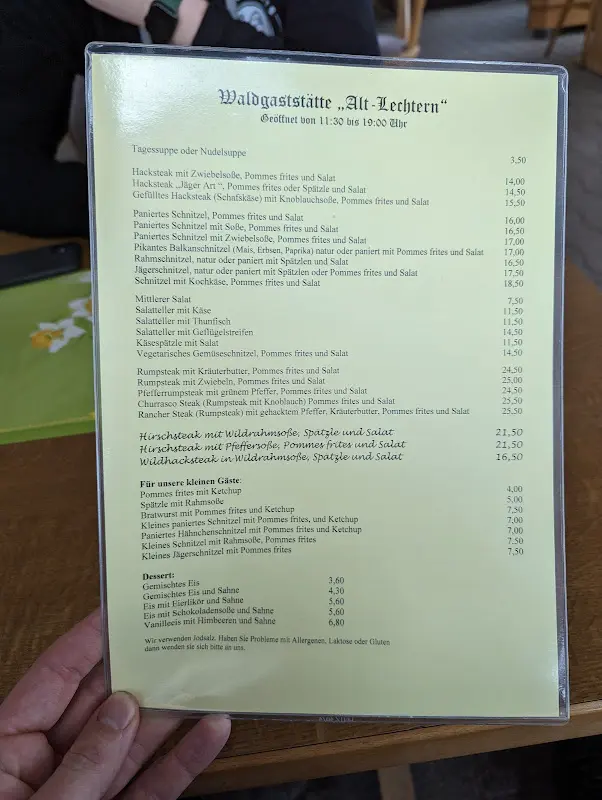 Waldgaststätte „Alt-Lechtern“
Geöffnet von 11:30 bis 19:00 Uhr
Tagessuppe oder Nudelsuppe 3,50
Hacksteak mit Zwiebelsoße, Pommes frites und Salat 14,00
Hacksteak „Jäger Art “, Pommes frites oder Spätzle und Salat 14,50
Gefülltes Hacksteak (Schafskäse) mit Knoblauchsoße, Pommes frites und Salat 15,50
Paniertes Schnitzel, Pommes frites und Salat 16,00
Paniertes Schnitzel mit Soße, Pommes frites und Salat 16,50
Paniertes Schnitzel mit Zwiebelsoße, Pommes frites und Salat 17,00
Pikantes Balkanschnitzel (Mais, Erbsen, Paprika) natur oder paniert mit Pommes frites und Salat 17,00
Rahmschnitzel, natur oder paniert mit Spätzlen und Salat 16,50
Jägerschnitzel, natur oder paniert mit Spätzlen oder Pommes frites und Salat 17,50
Schnitzel mit Kochkäse, Pommes frites und Salat 18,50
Mittlerer Salat 7,50
Salatteller mit Käse 11,50
Salatteller mit Thunfisch 11,50
Salatteller mit Geflügelstreifen 14,50
Käsespätzle mit Salat 11,50
Vegetarisches Gemüseschnitzel, Pommes frites und Salat 14,50
Rumpsteak mit Kräuterbutter, Pommes frites und Salat 24,50
Rumpsteak mit Zwiebeln, Pommes frites und Salat 25,00
Pfefferrumpsteak mit grünem Pfeffer, Pommes frites und Salat 24,50
Churrasco Steak (Rumpsteak mit Knoblauch) Pommes frites und Salat 25,50
Rancher Steak (Rumpsteak) mit gehacktem Pfeffer, Kräuterbutter, Pommes frites und Salat 25,50
Hirschsteak mit Wildrahmsoße, Spätzle und Salat 21,50
Hirschsteak mit Pfeffersoße, Pommes frites und Salat 21,50
Wildhacksteak in Wildrahmsoße, Spätzle und Salat 16,50
Für unsere kleinen Gäste:
Pommes frites mit Ketchup 4,00
Spätzle mit Rahmsoße 5,00
Bratwurst mit Pommes frites und Ketchup 7,50
Kleines paniertes Schnitzel mit Pommes frites, und Ketchup 7,00
Paniertes Hähnchenschnitzel mit Pommes frites und Ketchup 7,00
Kleines Schnitzel mit Rahmsoße, Pommes frites 7,50
Kleines Jägerschnitzel mit Pommes frites 7,50
Dessert:
Gemischtes Eis 3,60
Gemischtes Eis und Sahne 4,30
Eis mit Eierlikör und Sahne 5,60
Eis mit Schokoladensoße und Sahne 5,60
Vanilleeis mit Himbeeren und Sahne 6,80
Wir verwenden Jodsalz. Haben Sie Probleme mit Allergenen, Laktose oder Gluten
dann wenden sie sich bitte an uns.